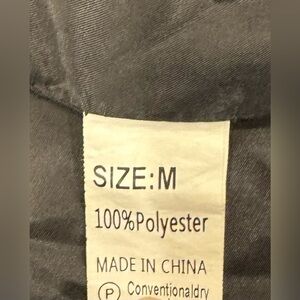 SIZE:M
100%Polyester
MADE IN CHINA
P Conventionaldry